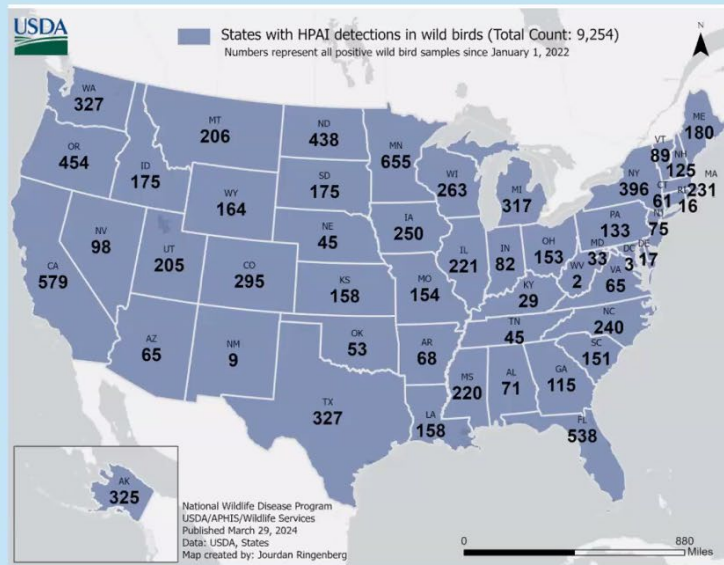 USDA
States with HPAI detections in wild birds (Total Count: 9,254)
Numbers represent all positive wild bird samples since January 1, 2022
N
WA
327
MT
206
ND
438
MN
655
ME
180
VT
89
NH
125
MA
231
OR
454
ID
175
SD
175
WI
263
MI
317
NY
396
CT
61
RI
16
WY
164
NE
45
IA
250
PA
133
NJ
75
NV
98
UT
205
CO
295
IL
221
IN
82
OH
153
MD
33
DC
3
DE
17
CA
579
KS
158
MO
154
WV
2
VA
65
KY
29
AZ
65
NM
9
OK
53
AR
68
TN
45
NC
240
SC
151
TX
327
LA
158
MS
220
AL
71
GA
115
FL
538
AK
325
National Wildlife Disease Program
USDA/APHIS/Wildlife Services
Published March 29, 2024
Data: USDA, States
Map created by: Jourdan Ringenberg
0
880
Miles